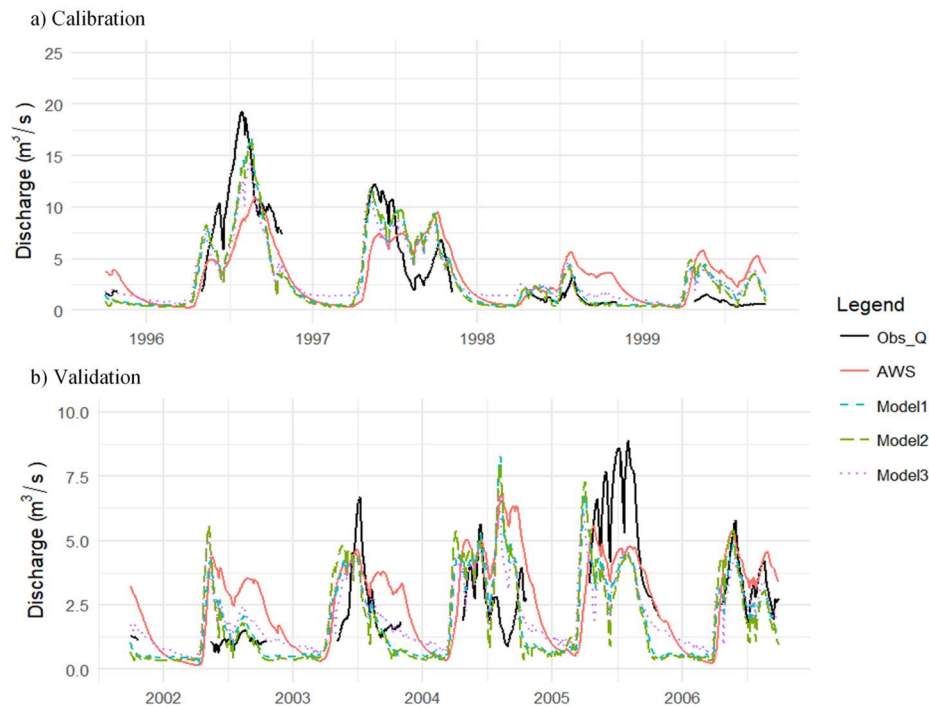 a) Calibration
25
20
15
10
5
0
Discharge (m³/ s )
1996 1997 1998 1999
Legend
Obs_Q
AWS
Model1
Model2
Model3
b) Validation
10.0
7.5
5.0
2.5
0.0
Discharge (m³/ s )
2002 2003 2004 2005 2006